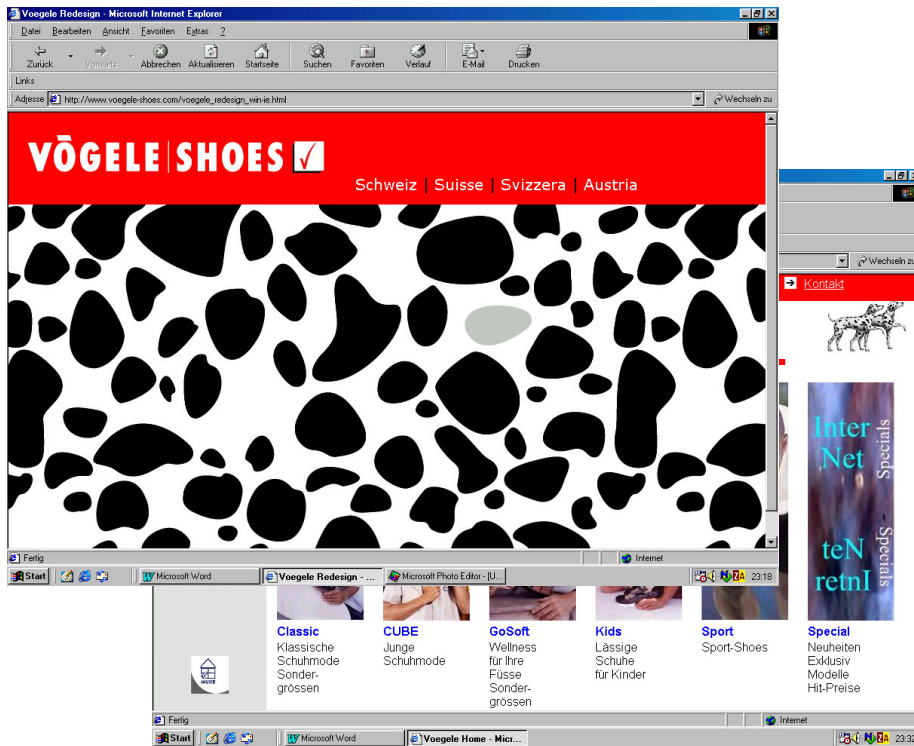 Voegele Redesign - Microsoft Internet Explorer
Datei Bearbeiten Ansicht Favoriten Extras ?
Zurück Vorwärts Abbrechen Aktualisieren Startseite Suchen Favoriten Verlauf E-Mail Drucken
Links
Adresse http://www.voegele-shoes.com/voegele_redesign_win-ie.html Wechseln zu
VÖGELE SHOES
Schweiz | Suisse | Svizzera | Austria
Fertig Internet
Start Microsoft Word Voegele Redesign - ... Microsoft Photo Editor - [U... 23:18
Wechseln zu
Kontakt
Inter
Net
Specials
Specials
teN
retnI
Classic
Klassische
Schuhmode
Sonder-
grössen
CUBE
Junge
Schuhmode
GoSoft
Wellness
für Ihre
Füsse
Sonder-
grössen
Kids
Lässige
Schuhe
für Kinder
Sport
Sport-Shoes
Special
Neuheiten
Exklusiv
Modelle
Hit-Preise
Fertig Internet
Start Microsoft Word Voegele Home - Micr... 23:32